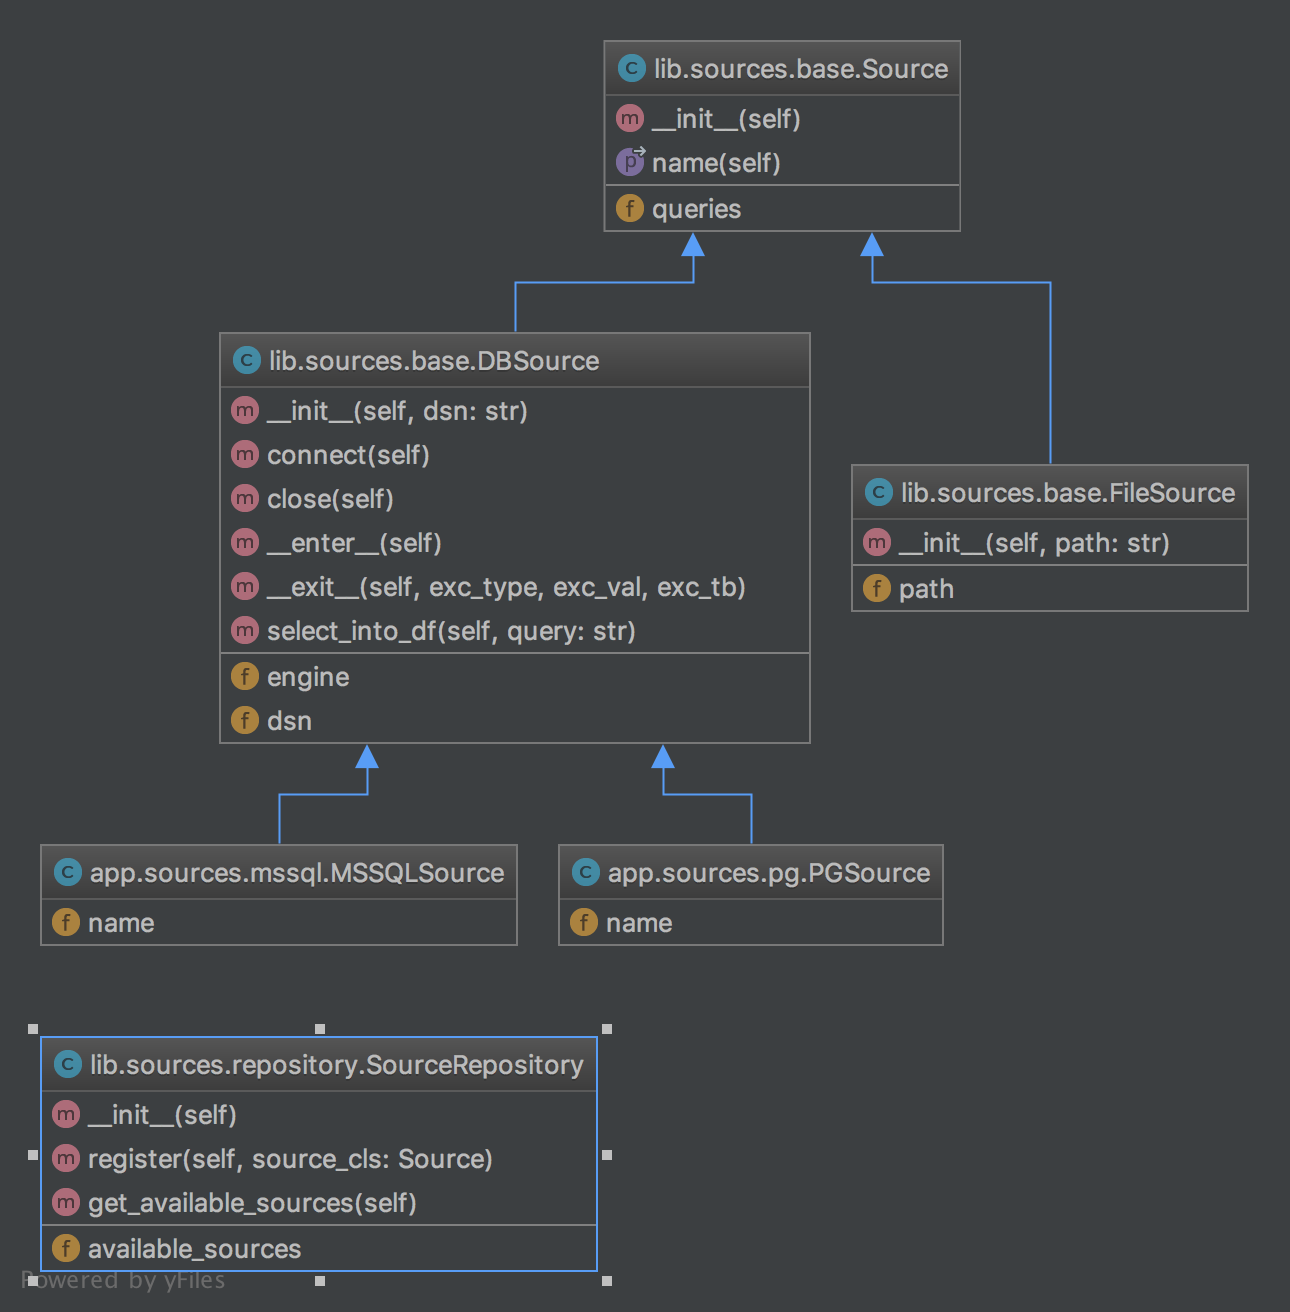 C lib.sources.base.Source
m __init__(self)
p name(self)
f queries
C lib.sources.base.DBSource
m __init__(self, dsn: str)
m connect(self)
m close(self)
m __enter__(self)
m __exit__(self, exc_type, exc_val, exc_tb)
m select_into_df(self, query: str)
f engine
f dsn
C lib.sources.base.FileSource
m __init__(self, path: str)
f path
C app.sources.mssql.MSSQLSource
f name
C app.sources.pg.PGSource
f name
C lib.sources.repository.SourceRepository
m __init__(self)
m register(self, source_cls: Source)
m get_available_sources(self)
f available_sources
Powered by yFiles